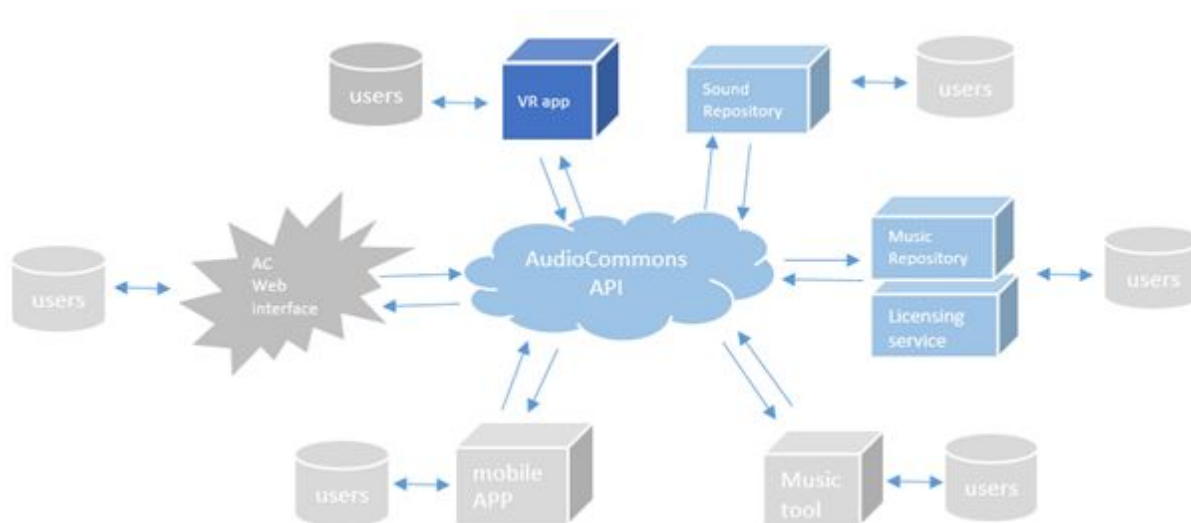 users
VR app
Sound
Repository
users
users
AC
Web
interface
AudioCommons
API
Music
Repository
Licensing
service
users
users
mobile
APP
Music
tool
users